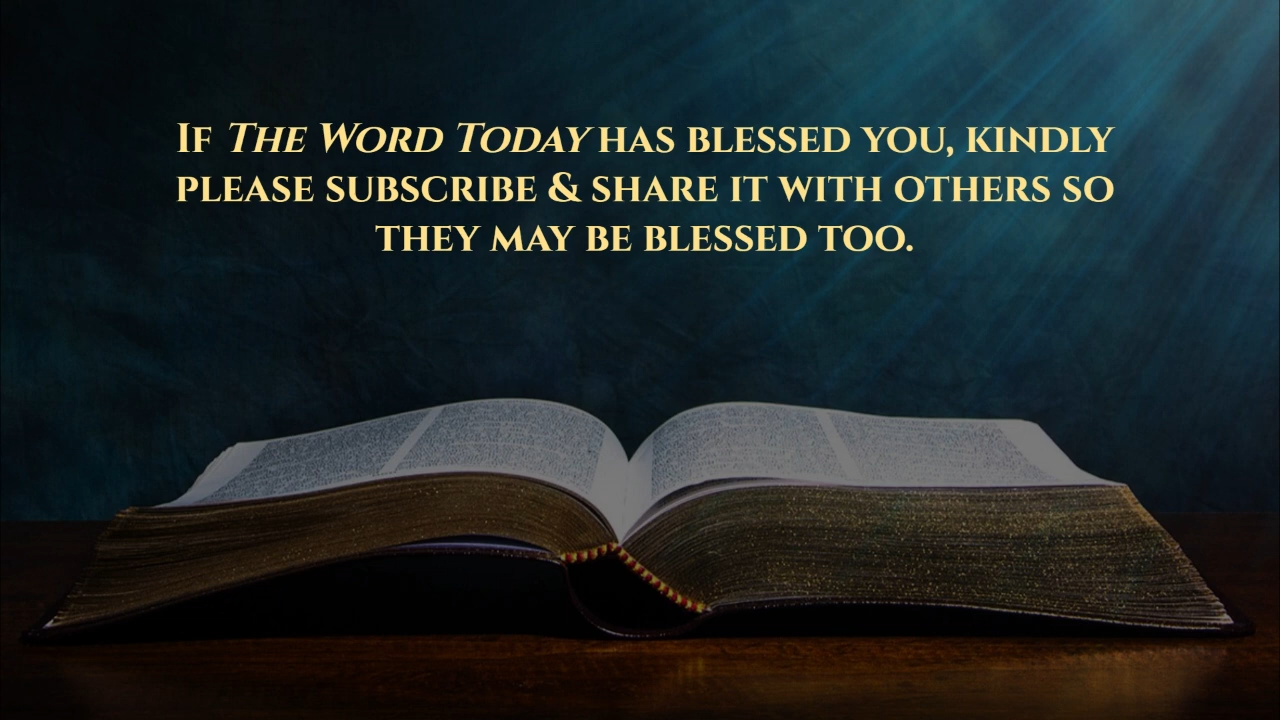 If The Word Today has blessed you, kindly
please subscribe & share it with others so
they may be blessed too.